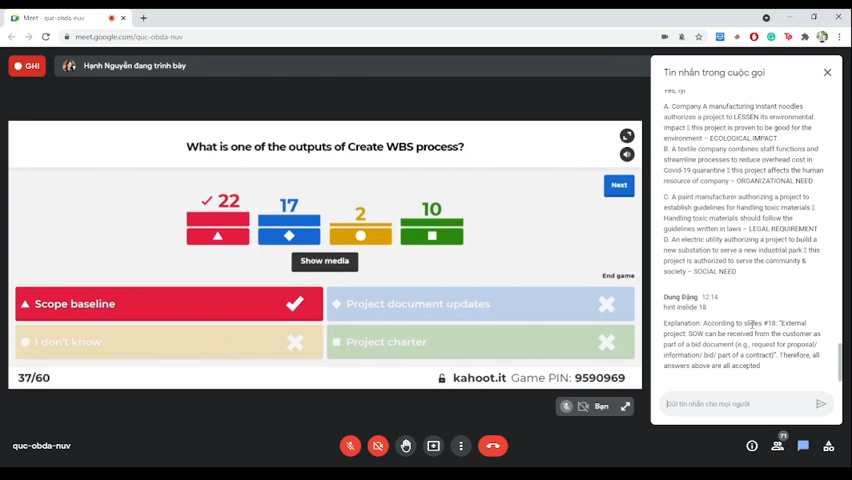 Meet - quc-obda-nuv
meet.google.com/quc-obda-nuv
GHI
Hạnh Nguyễn đang trình bày
What is one of the outputs of Create WBS process?
Next
22
17
2
10
Show media
End game
Scope baseline
Project document updates
I don't know
Project charter
37/60
kahoot.it Game PIN: 9590969
Bạn
Tin nhắn trong cuộc gọi
A. Company A manufacturing instant noodles
authorizes a project to LESSEN its environmental
impact this project is proven to be good for the
environment – ECOLOGICAL IMPACT
B. A textile company combines staff functions and
streamline processes to reduce overhead cost in
Covid-19 quarantine this project affects the human
resource of company – ORGANIZATIONAL NEED
C. A paint manufacturer authorizing a project to
establish guidelines for handling toxic materials
Handling toxic materials should follow the
guidelines written in laws – LEGAL REQUIREMENT
D. An electric utility authorizing a project to build a
new substation to serve a new industrial park this
project is authorized to serve the community &
society – SOCIAL NEED
Dung Đặng 12:14
hint inslide 18
Explanation: According to slides #18: "External
project: SOW can be received from the customer as
part of a bid document (e.g., request for proposal/
information/ bid/ part of a contract)". Therefore, all
answers above are all accepted
Gửi tin nhắn cho mọi người
71
quc-obda-nuv